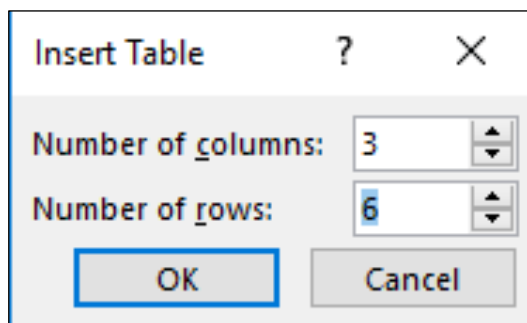 Insert Table ?
Number of columns: 3
Number of rows: 6
OK Cancel